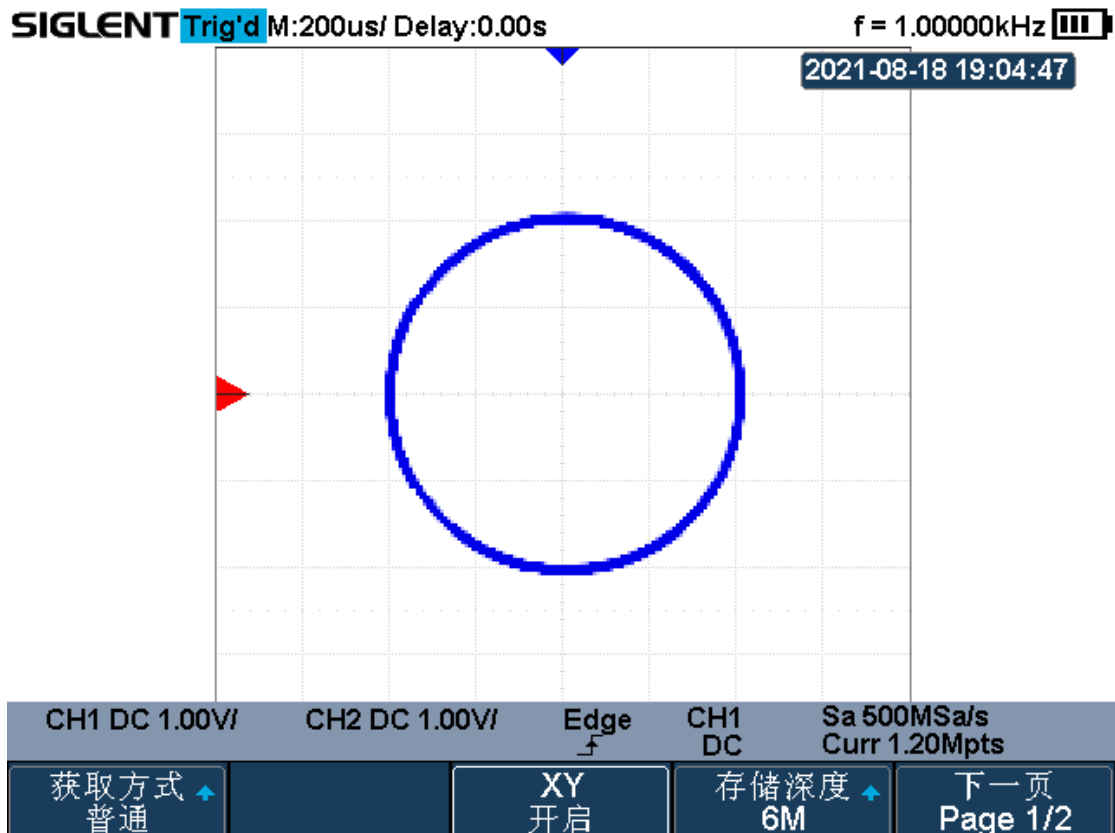 SIGLENT Trig'd M:200us/ Delay:0.00s f = 1.00000kHz
2021-08-18 19:04:47
CH1 DC 1.00V/ CH2 DC 1.00V/ Edge CH1 Sa 500MSa/s
DC Curr 1.20Mpts
获取方式 XY 存储深度 下一页
普通 开启 6M Page 1/2